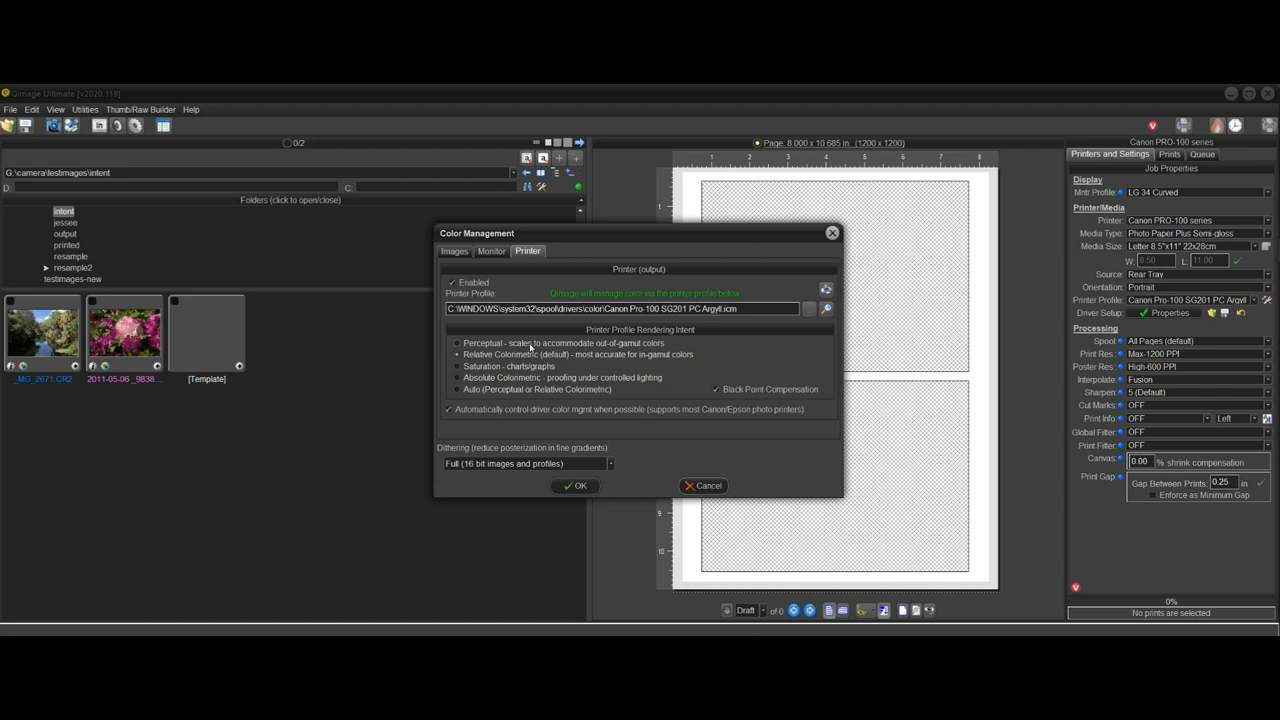 Qimage Ultimate [v2020.118]
File Edit View Utilities Thumb/Raw Builder Help
0/2
G:\camera\testimages\intent
D: C:
Folders (click to open/close)
intent
jessee
output
printed
resample
resample2
testimages-new
_MG_2671.CR2
2011-05-06 _9838...
[Template]
Page: 8.000 x 10.685 in. (1200 x 1200)
1 2 3 4 5 6 7 8
1
9
10
Color Management
Images Monitor Printer
Printer (output)
Enabled
Printer Profile: Qimage will manage color via the printer profile below
C:\WINDOWS\system32\spool\drivers\color\Canon Pro-100 SG201 PC Argyll.icm
Printer Profile Rendering Intent
Perceptual - scales to accommodate out-of-gamut colors
Relative Colorimetric (default) - most accurate for in-gamut colors
Saturation - charts/graphs
Absolute Colorimetric - proofing under controlled lighting
Auto (Perceptual or Relative Colorimetric) Black Point Compensation
Automatically control driver color mgmt when possible (supports most Canon/Epson photo printers)
Dithering (reduce posterization in fine gradients):
Full (16 bit images and profiles)
OK Cancel
Draft of 0
Canon PRO-100 series
Printers and Settings Prints Queue
Job Properties
Display
Mntr Profile: LG 34 Curved
Printer/Media
Printer: Canon PRO-100 series
Media Type: Photo Paper Plus Semi-gloss
Media Size: Letter 8.5"x11" 22x28cm
W: 8.50 L: 11.00
Source: Rear Tray
Orientation: Portrait
Printer Profile: Canon Pro-100 SG201 PC Argyll
Driver Setup: Properties
Processing
Spool: All Pages (default)
Print Res.: Max-1200 PPI
Poster Res.: High-600 PPI
Interpolate: Fusion
Sharpen: 5 (Default)
Cut Marks: OFF
Print Info: OFF Left
Global Filter: OFF
Print Filter: OFF
Canvas: 0.00 % shrink compensation
Print Gap: Gap Between Prints: 0.25 in
Enforce as Minimum Gap
0%
No prints are selected